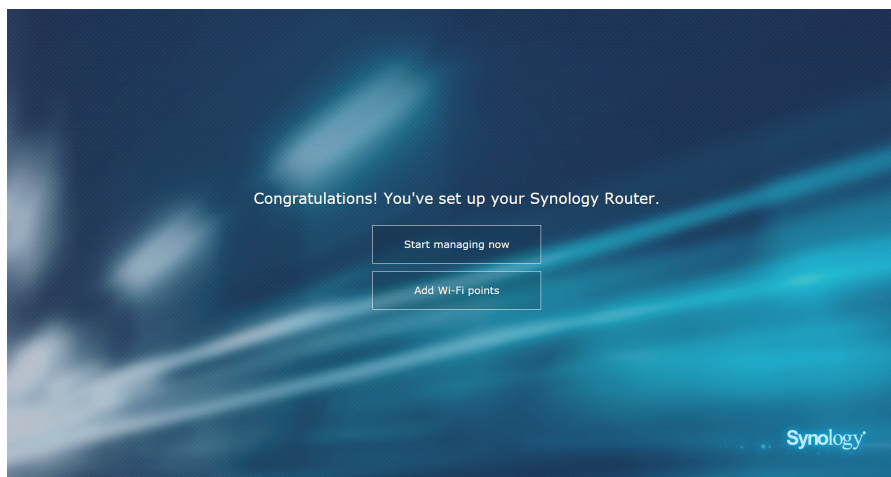 Congratulations! You've set up your Synology Router.
Start managing now
Add Wi-Fi points
Synology